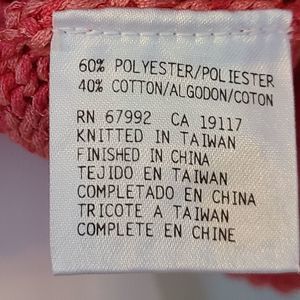 60% POLYESTER/POLIESTER
40% COTTON/ALGODON/COTON
RN 67992 CA 19117
KNITTED IN TAIWAN
FINISHED IN CHINA
TEJIDO EN TAIWAN
COMPLETADO EN CHINA
TRICOTE A TAIWAN
COMPLETE EN CHINE